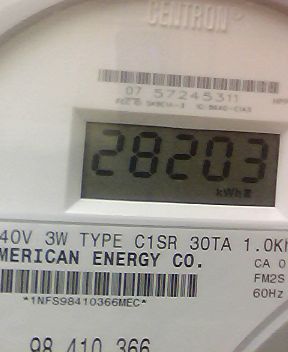 CENTRON®
07 57245311
28203
kWh
40V 3W TYPE C1SR 30TA 1.0Kh
MERICAN ENERGY CO.
CA 0
FM2S
60Hz
*1NFS98410366MEC*
98 410 366